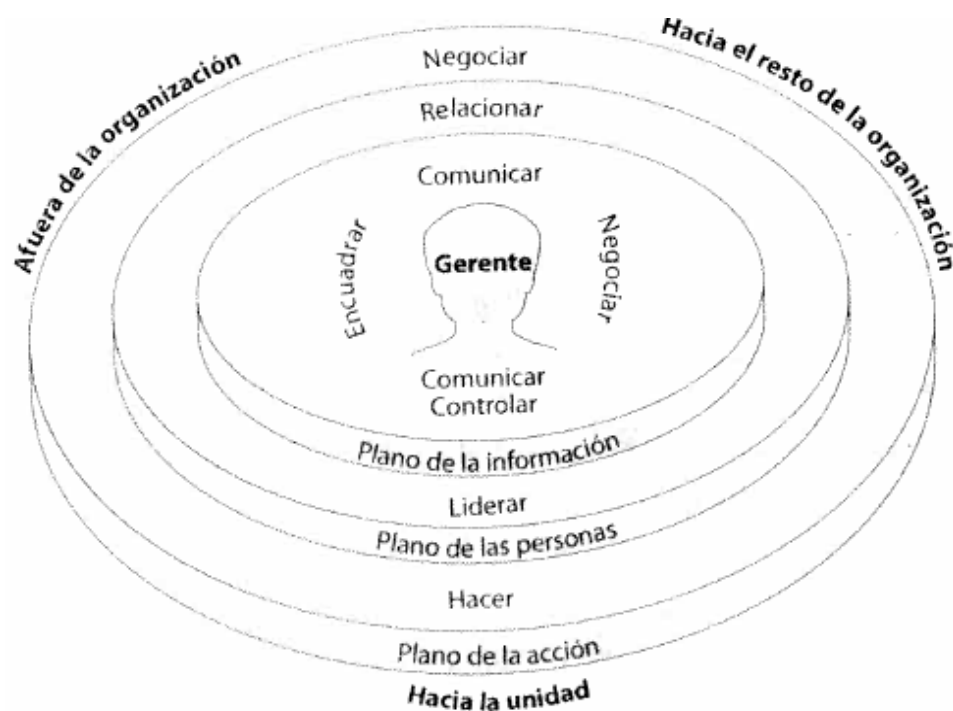 Afuera de la organización
Hacia el resto de la organización
Negociar
Relacionar
Comunicar
Encuadrar
Gerente
Negociar
Comunicar
Controlar
Plano de la información
Liderar
Plano de las personas
Hacer
Plano de la acción
Hacia la unidad